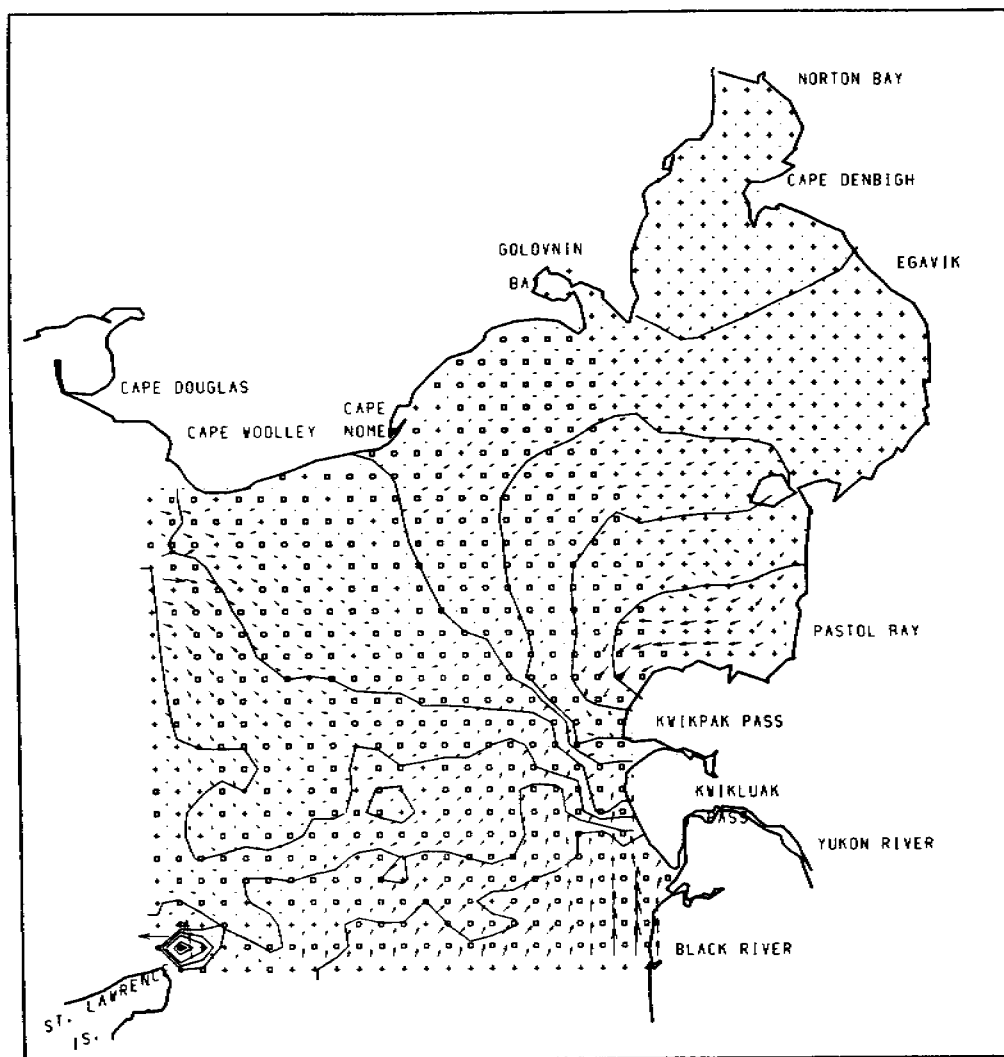 NORTON BAY
CAPE DENBIGH
GOLOVNIN
BA
EGAVIK
CAPE DOUGLAS
CAPE
CAPE WOOLLEY NOME
PASTOL BAY
KWIKPAK PASS
KWIKLUAK
PASS
YUKON RIVER
BLACK RIVER
ST. LAWRENCE
IS.